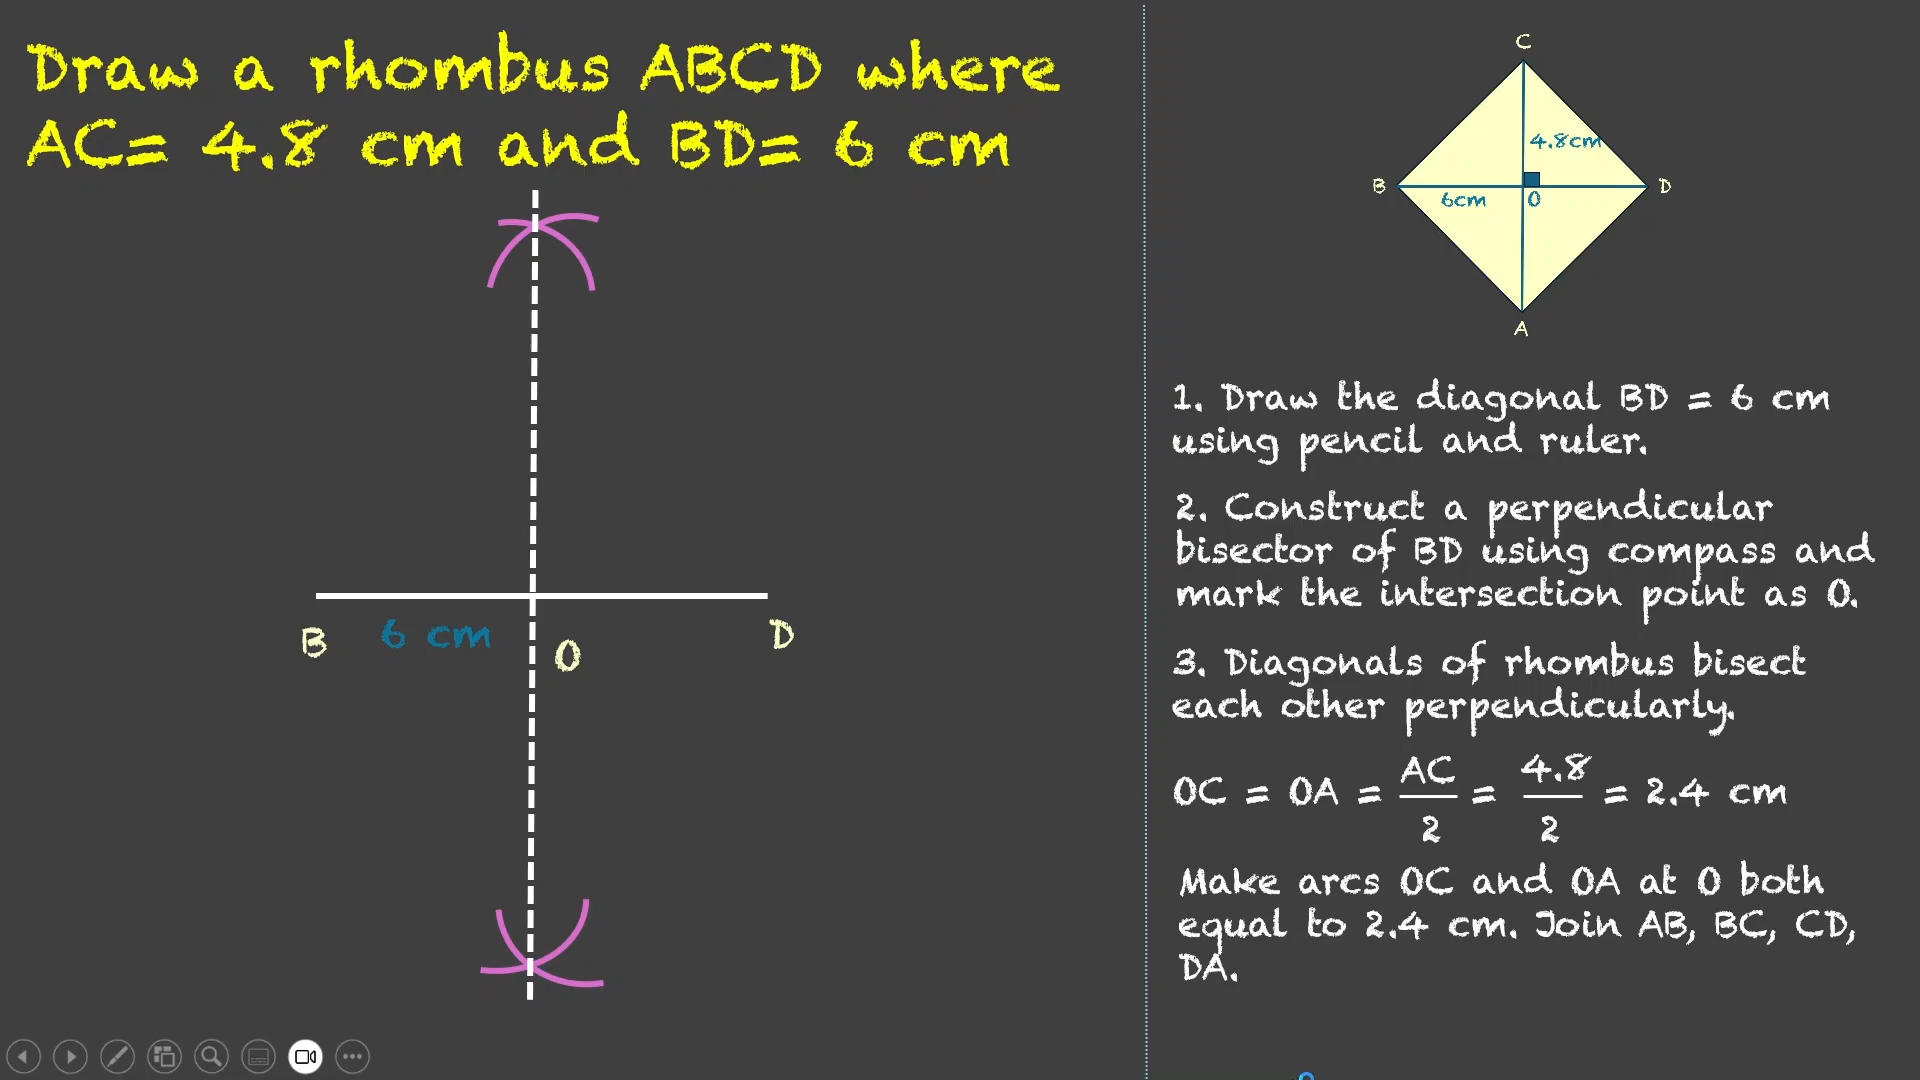 Draw a rhombus ABCD where
AC= 4.8 cm and BD= 6 cm
B
6 cm
O
D
C
4.8cm
B
D
6cm
O
A
1. Draw the diagonal BD = 6 cm
using pencil and ruler.
2. Construct a perpendicular
bisector of BD using compass and
mark the intersection point as O.
3. Diagonals of rhombus bisect
each other perpendicularly.
OC = OA = AC/2 = 4.8/2 = 2.4 cm
Make arcs OC and OA at O both
equal to 2.4 cm. Join AB, BC, CD,
DA.